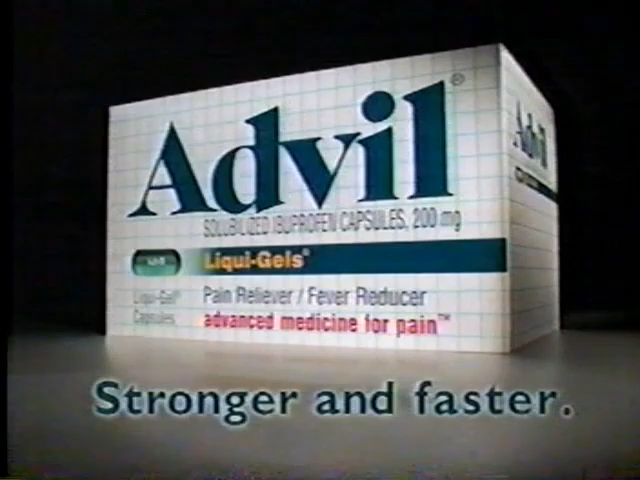 Advil®
SOLUBILIZED IBUPROFEN CAPSULES, 200 mg
Liqui-Gels®
Liqui-Gel®
Capsules
Pain Reliever / Fever Reducer
advanced medicine for pain™
Advil
Stronger and faster.